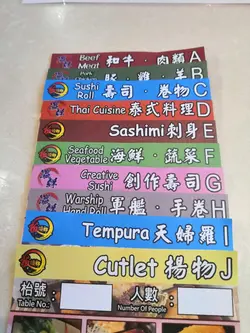 Beef Meat 和牛・肉類 A
Pork 豚・雞・羊 B
Sushi Roll 壽司・卷物 C
Thai Cuisine 泰式料理 D
Sashimi 刺身 E
Seafood Vegetable 海鮮・蔬菜 F
Creative Sushi 創作壽司 G
Warship Hand Roll 軍艦・手卷 H
Tempura 天婦羅 I
Cutlet 揚物 J
枱號: 人數:
Table No. Number Of People